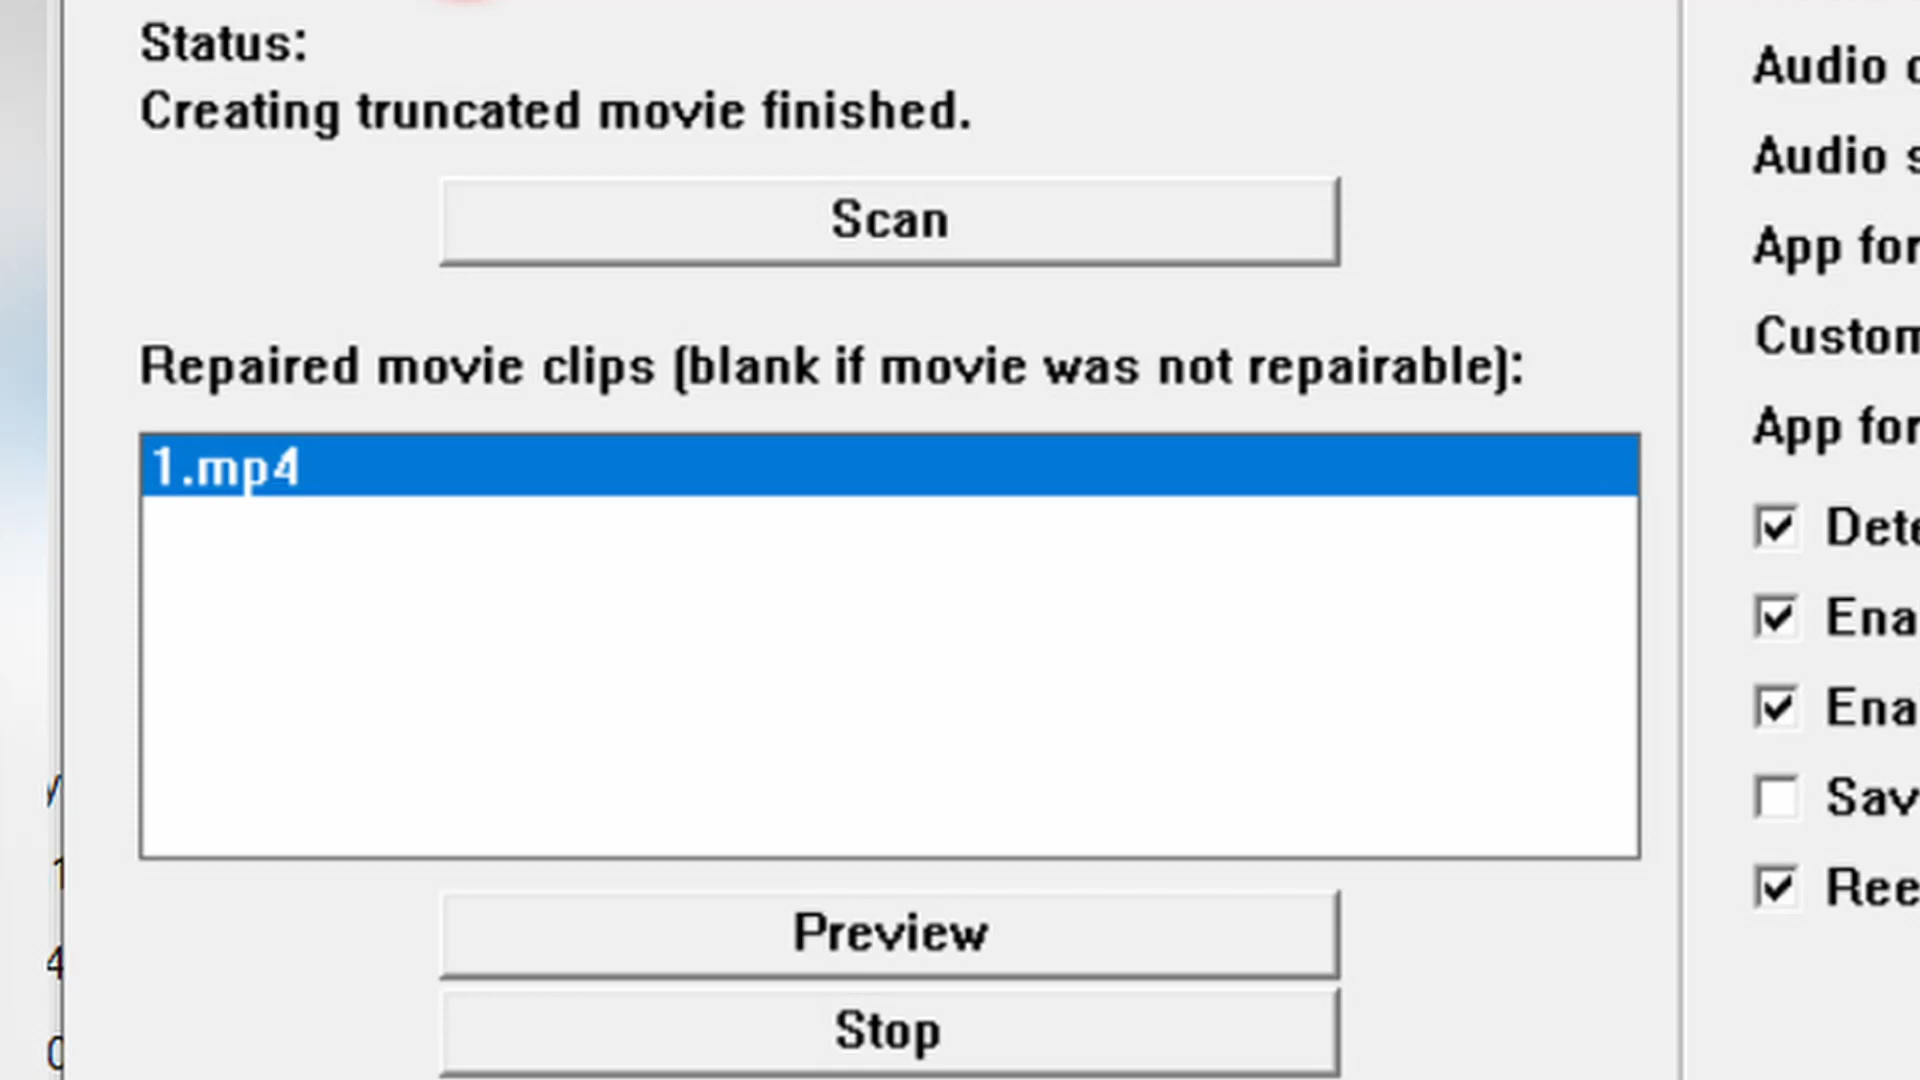 Status:
Creating truncated movie finished.
Scan
Repaired movie clips (blank if movie was not repairable):
1.mp4
Preview
Stop
Audio
Audio
App for
Custom
App for